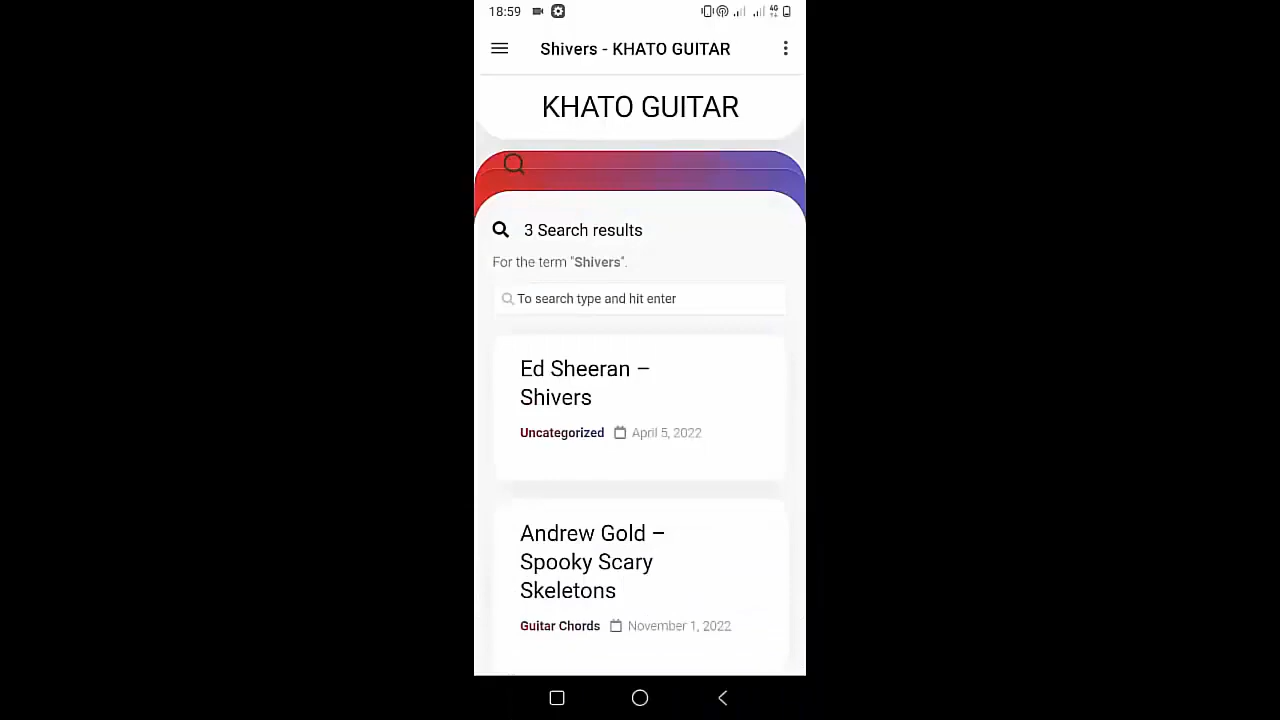 18:59
4G
Shivers - KHATO GUITAR
KHATO GUITAR
3 Search results
For the term "Shivers".
To search type and hit enter
Ed Sheeran –
Shivers
Uncategorized April 5, 2022
Andrew Gold –
Spooky Scary
Skeletons
Guitar Chords November 1, 2022